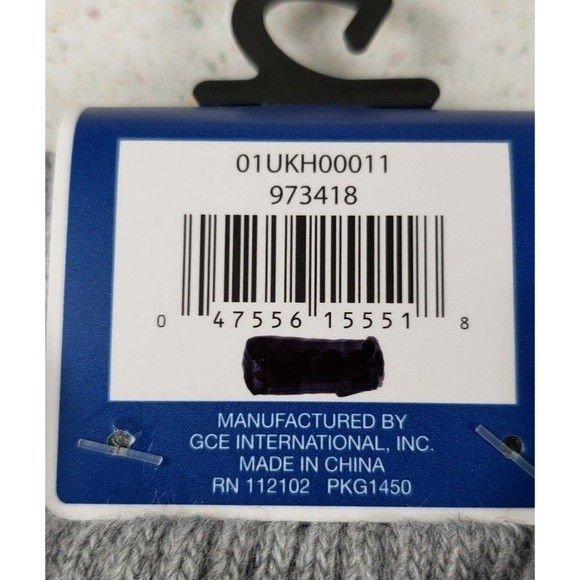 01UKH00011
973418
0 47556 15551 8
MANUFACTURED BY
GCE INTERNATIONAL, INC.
MADE IN CHINA
RN 112102 PKG1450